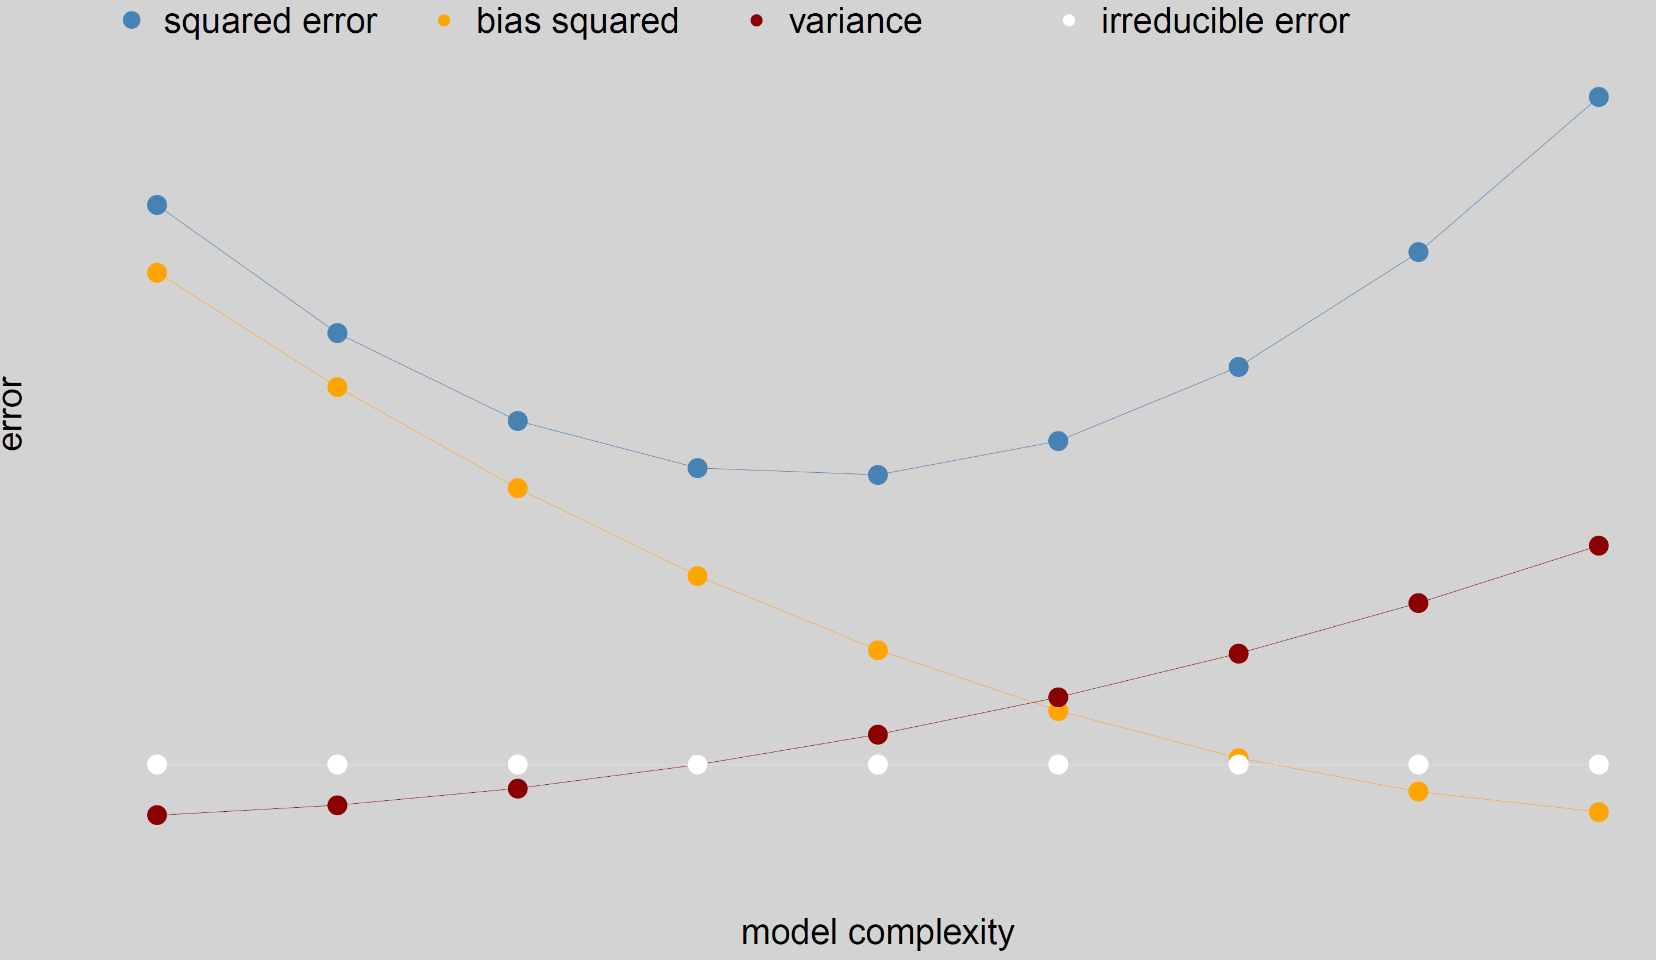 squared error bias squared variance irreducible error
error
model complexity